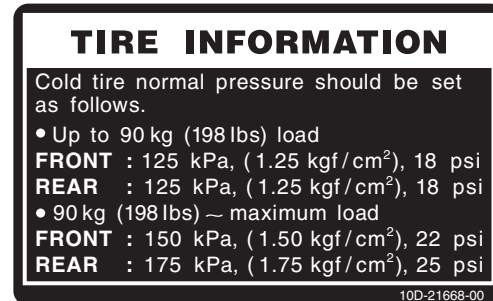 TIRE INFORMATION
Cold tire normal pressure should be set
as follows.
● Up to 90 kg (198 lbs) load
FRONT : 125 kPa, (1.25 kgf/cm²), 18 psi
REAR : 125 kPa, (1.25 kgf/cm²), 18 psi
● 90 kg (198 lbs) ~ maximum load
FRONT : 150 kPa, (1.50 kgf/cm²), 22 psi
REAR : 175 kPa, (1.75 kgf/cm²), 25 psi
10D-21668-00